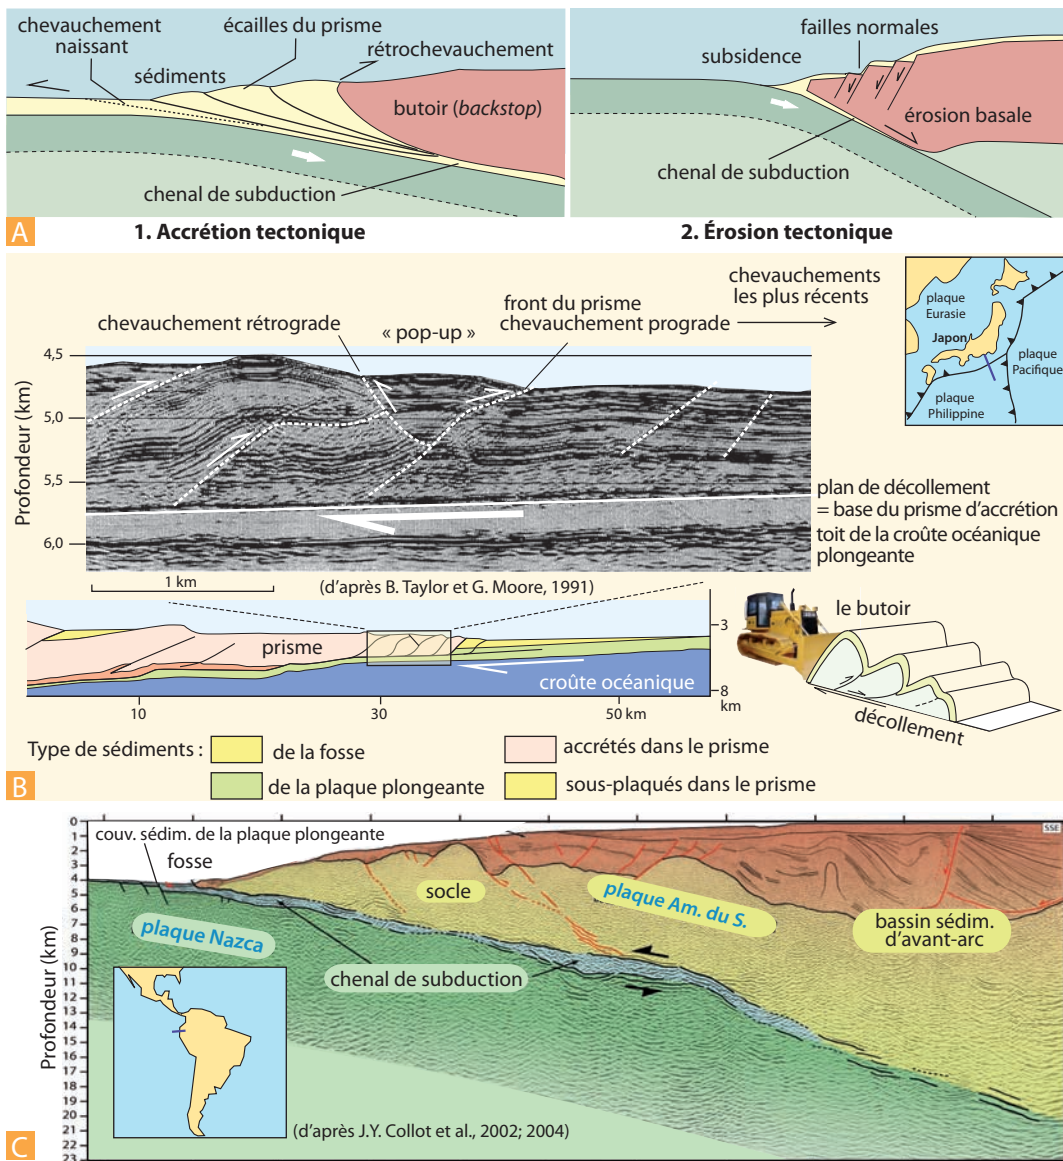 chevauchement
naissant
écailles du prisme
rétrochevauchement
sédiments
butoir (backstop)
chenal de subduction
failles normales
subsidence
érosion basale
chenal de subduction
A
1. Accrétion tectonique
2. Érosion tectonique
chevauchements
les plus récents
front du prisme
chevauchement rétrograde
« pop-up »
chevauchement prograde
plaque
Eurasie
Japon
plaque
Pacifique
plaque
Philippine
Profondeur (km)
4,5
5,0
5,5
6,0
plan de décollement
= base du prisme d'accrétion
toit de la croûte océanique
plongeante
1 km
(d'après B. Taylor et G. Moore, 1991)
prisme
croûte océanique
3
8
km
10
30
50 km
le butoir
décollement
Type de sédiments :
de la fosse
accrétés dans le prisme
de la plaque plongeante
sous-plaqués dans le prisme
B
couv. sédim. de la plaque plongeante
fosse
SSE
socle
plaque Am. du S.
plaque Nazca
bassin sédim.
d'avant-arc
chenal de subduction
Profondeur (km)
0
1
2
3
4
5
6
7
8
9
10
11
12
13
14
15
16
17
18
19
20
21
22
23
(d'après J.Y. Collot et al., 2002; 2004)
C